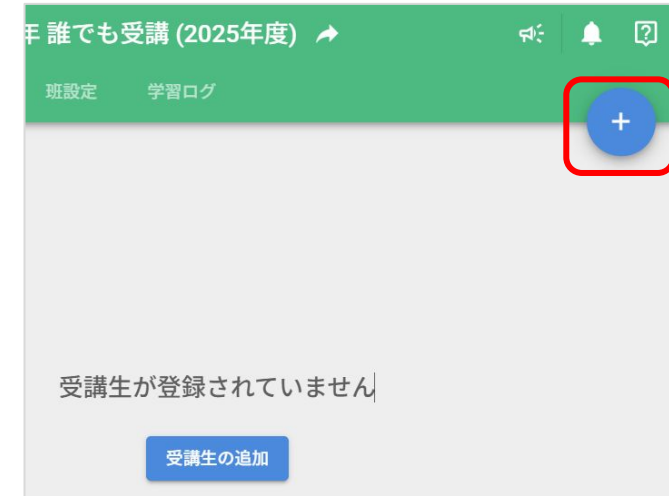 年 誰でも受講 (2025年度)
班設定 学習ログ
+
受講生が登録されていません
受講生の追加